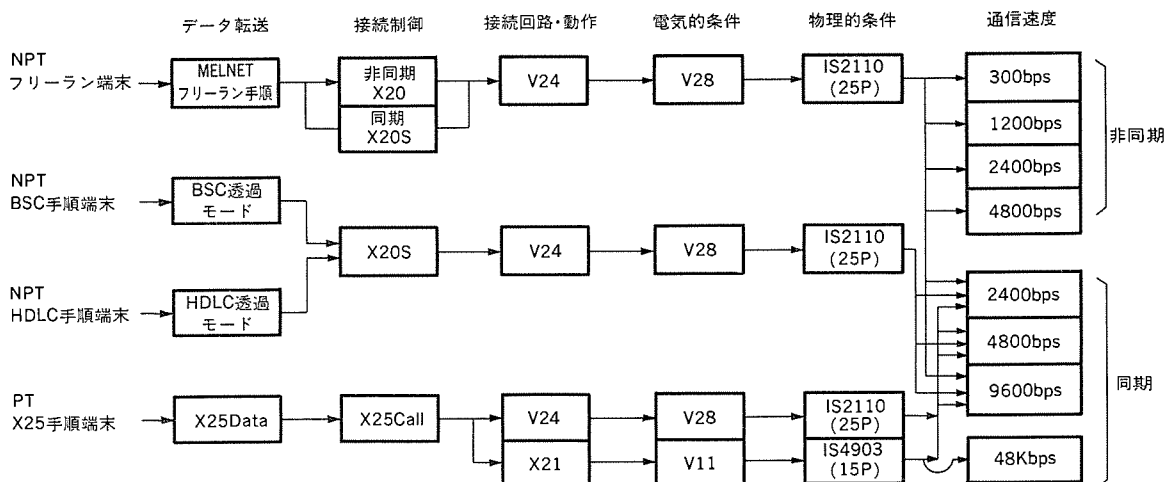 データ転送
接続制御
接続回路・動作
電気的条件
物理的条件
通信速度
NPT
フリーラン端末
MELNET
フリーラン手順
非同期
X20
同期
X20S
V24
V28
IS2110
(25P)
300bps
1200bps
2400bps
4800bps
非同期
NPT
BSC手順端末
BSC透過
モード
NPT
HDLC手順端末
HDLC透過
モード
X20S
V24
V28
IS2110
(25P)
2400bps
4800bps
9600bps
同期
PT
X25手順端末
X25Data
X25Call
V24
V28
IS2110
(25P)
X21
V11
IS4903
(15P)
48Kbps